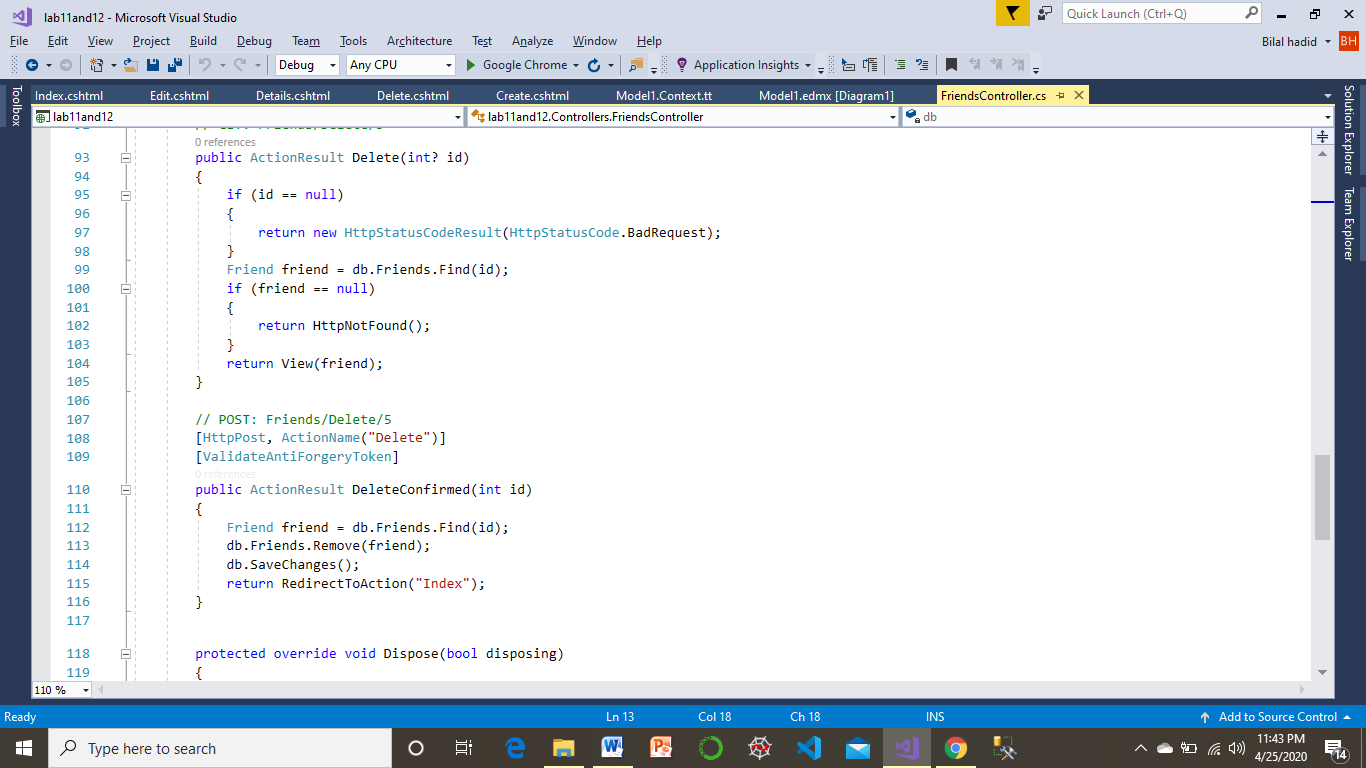 lab11and12 - Microsoft Visual Studio
Quick Launch (Ctrl+Q)
File Edit View Project Build Debug Team Tools Architecture Test Analyze Window Help
Bilal hadid BH
Debug Any CPU Google Chrome Application Insights
Toolbox
Index.cshtml Edit.cshtml Details.cshtml Delete.cshtml Create.cshtml Model1.Context.tt Model1.edmx [Diagram1] FriendsController.cs
Solution Explorer
Team Explorer
lab11and12 lab11and12.Controllers.FriendsController db
0 references
93 public ActionResult Delete(int? id)
94 {
95 if (id == null)
96 {
97 return new HttpStatusCodeResult(HttpStatusCode.BadRequest);
98 }
99 Friend friend = db.Friends.Find(id);
100 if (friend == null)
101 {
102 return HttpNotFound();
103 }
104 return View(friend);
105 }
106
107 // POST: Friends/Delete/5
108 [HttpPost, ActionName("Delete")]
109 [ValidateAntiForgeryToken]
0 references
110 public ActionResult DeleteConfirmed(int id)
111 {
112 Friend friend = db.Friends.Find(id);
113 db.Friends.Remove(friend);
114 db.SaveChanges();
115 return RedirectToAction("Index");
116 }
117
118 protected override void Dispose(bool disposing)
119 {
110 %
Ready Ln 13 Col 18 Ch 18 INS Add to Source Control
Type here to search
11:43 PM
4/25/2020
14